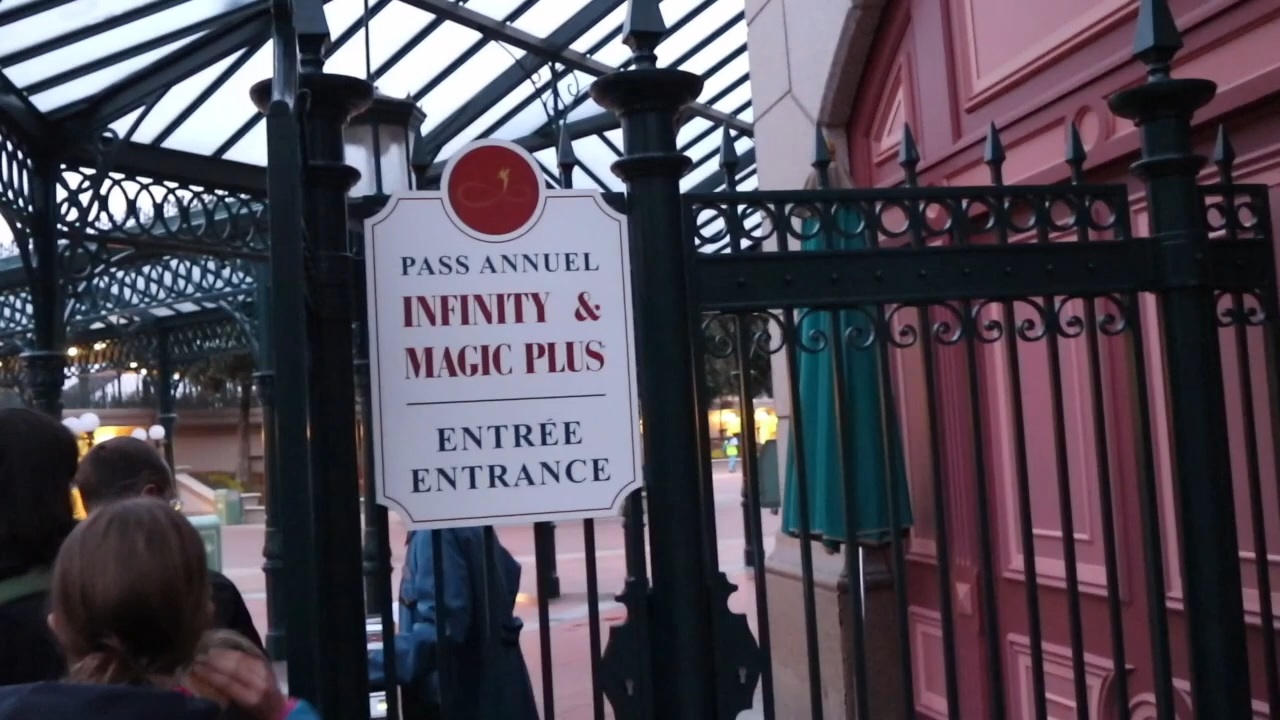 PASS ANNUEL
INFINITY &
MAGIC PLUS
ENTRÉE
ENTRANCE